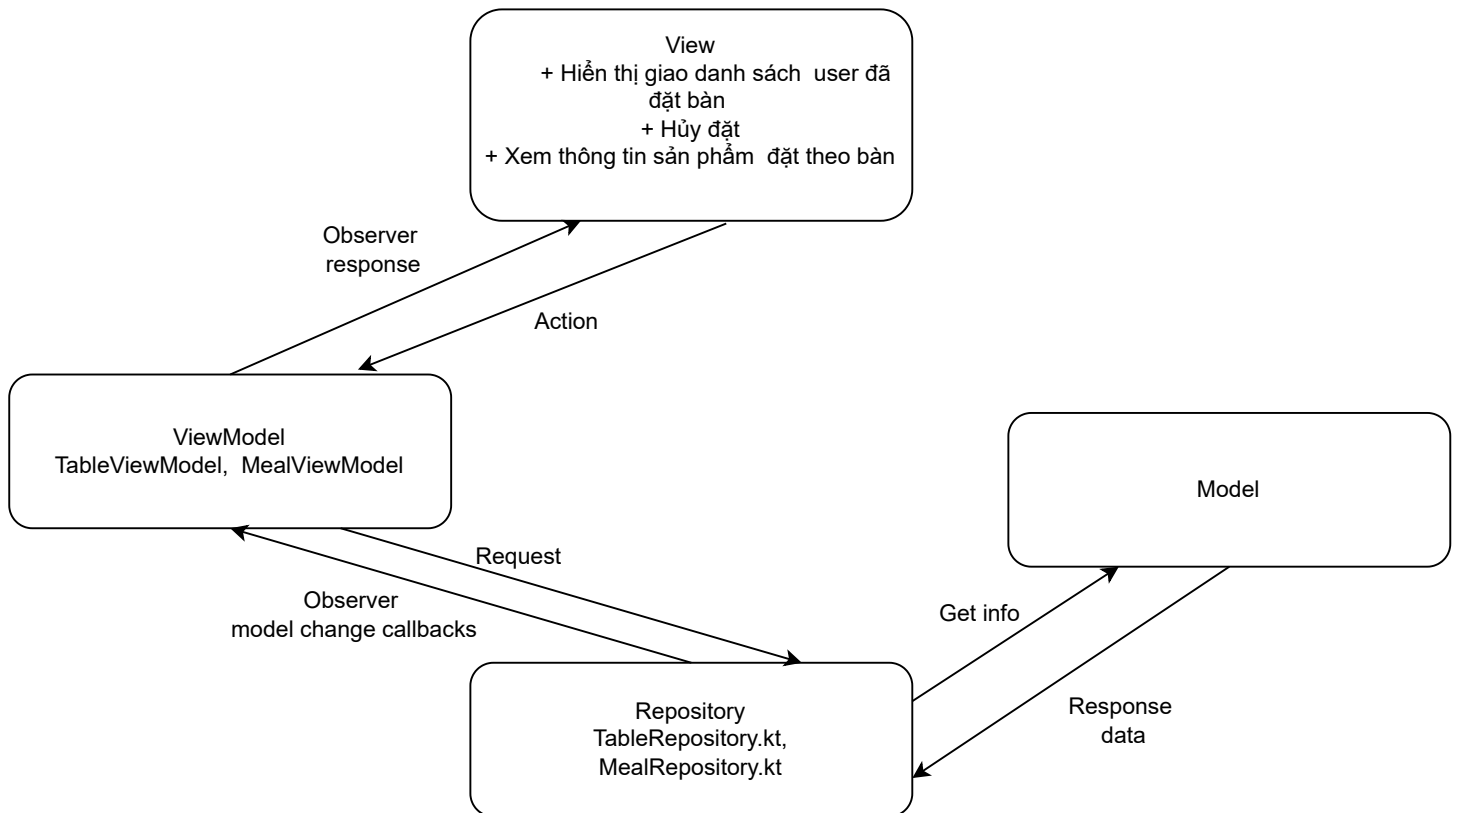 View
+ Hiển thị giao danh sách user đã
đặt bàn
+ Hủy đặt
+ Xem thông tin sản phẩm đặt theo bàn
Observer
response
Action
ViewModel
TableViewModel, MealViewModel
Model
Request
Observer
model change callbacks
Get info
Repository
TableRepository.kt,
MealRepository.kt
Response
data